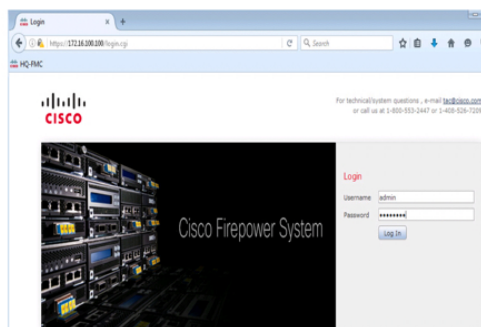 Login
https://172.16.100.100/login.cgi
Search
HQ-FMC
CISCO
For technical/system questions , e-mail tac@cisco.com
or call us at 1-800-553-2447 or 1-408-526-7209
Cisco Firepower System
Login
Username admin
Password ••••••••
Log In